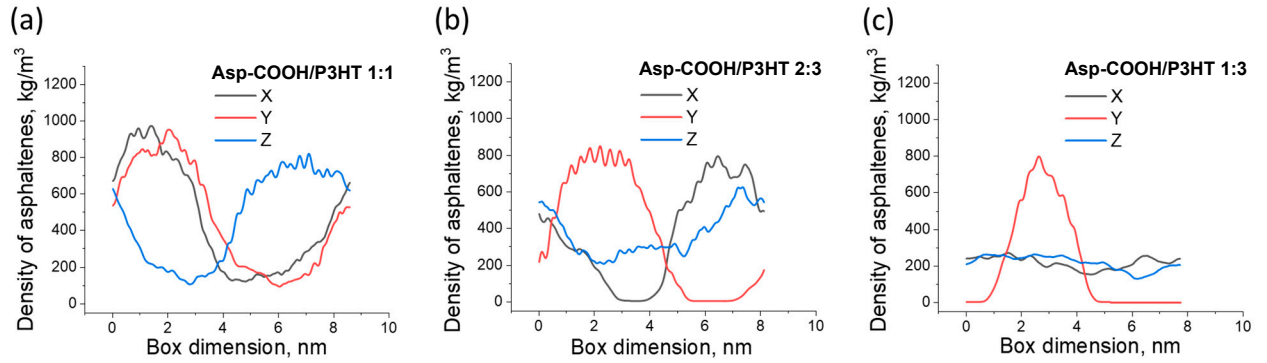 (a)
Density of asphaltenes, kg/m³
Asp-COOH/P3HT 1:1
X
Y
Z
1200
1000
800
600
400
200
0
0 2 4 6 8 10
Box dimension, nm
(b)
Density of asphaltenes, kg/m³
Asp-COOH/P3HT 2:3
X
Y
Z
1200
1000
800
600
400
200
0
0 2 4 6 8 10
Box dimension, nm
(c)
Density of asphaltenes, kg/m³
Asp-COOH/P3HT 1:3
X
Y
Z
1200
1000
800
600
400
200
0
0 2 4 6 8 10
Box dimension, nm